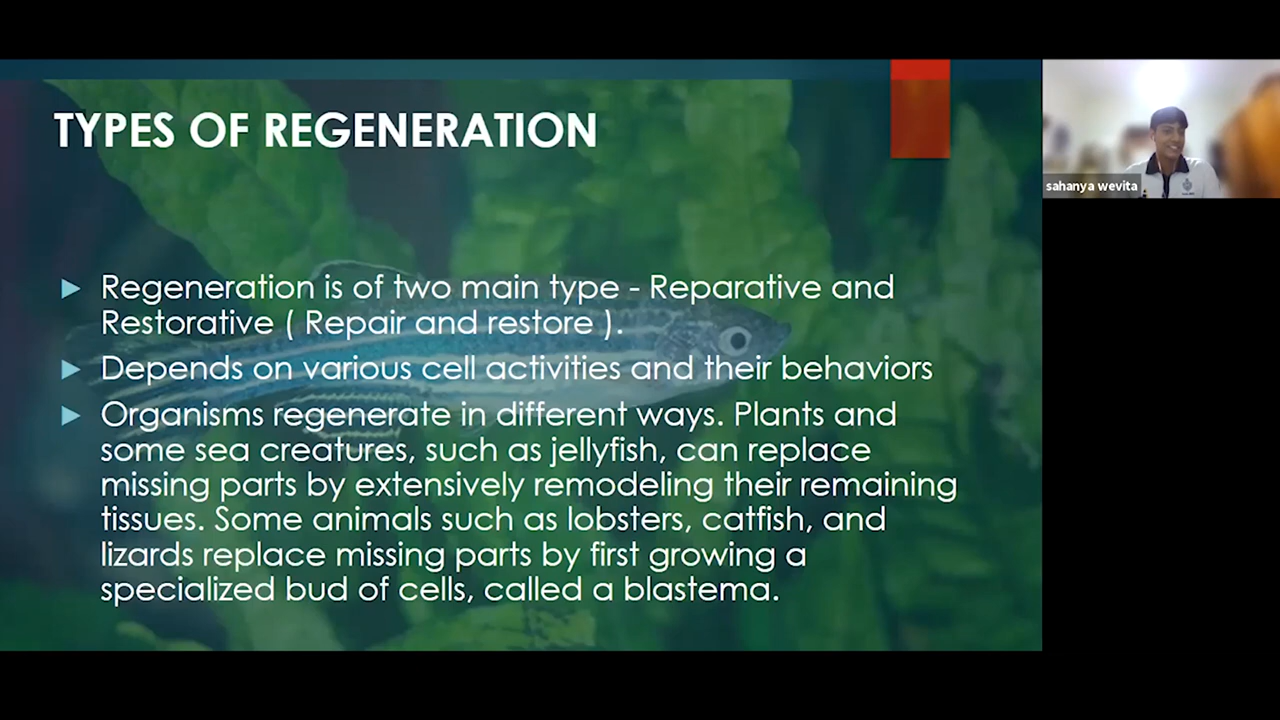 TYPES OF REGENERATION
Regeneration is of two main type - Reparative and
Restorative ( Repair and restore ).
Depends on various cell activities and their behaviors
Organisms regenerate in different ways. Plants and
some sea creatures, such as jellyfish, can replace
missing parts by extensively remodeling their remaining
tissues. Some animals such as lobsters, catfish, and
lizards replace missing parts by first growing a
specialized bud of cells, called a blastema.
sahanya wevita